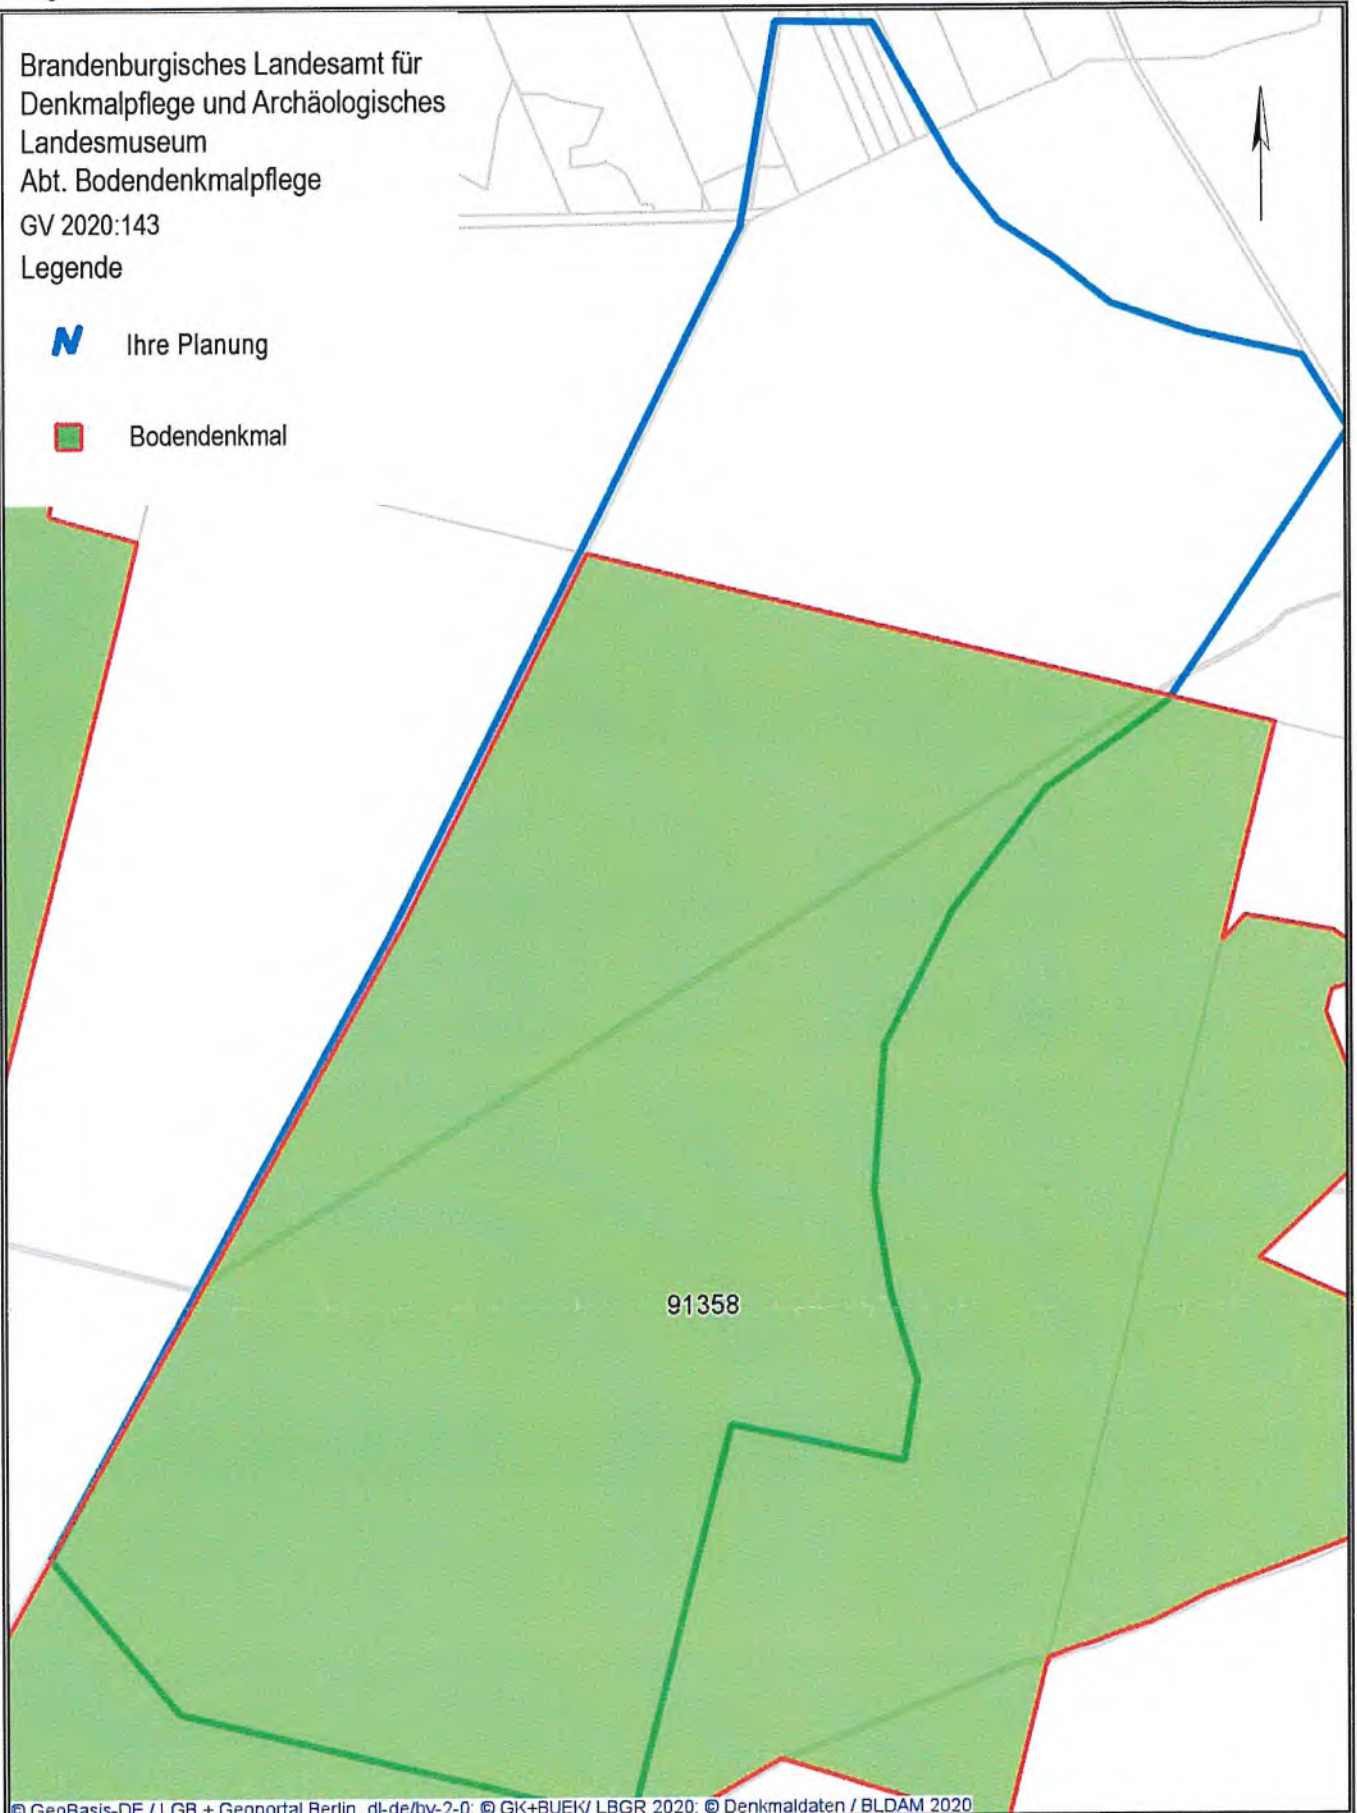 Brandenburgisches Landesamt für
Denkmalpflege und Archäologisches
Landesmuseum
Abt. Bodendenkmalpflege
GV 2020:143
Legende
Ihre Planung
Bodendenkmal
91358
© GeoBasis-DE / LGB + Geoportal Berlin, dl-de/by-2-0; © GK+BUEK/ LBGR 2020; © Denkmaldaten / BLDAM 2020